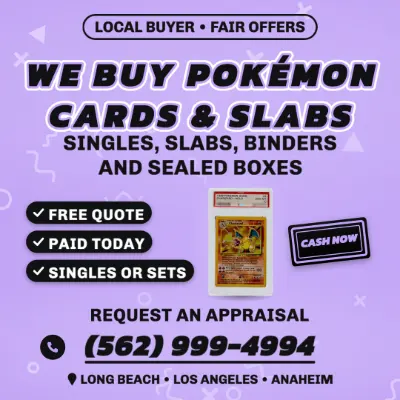 LOCAL BUYER • FAIR OFFERS
WE BUY POKÉMON
CARDS & SLABS
SINGLES, SLABS, BINDERS
AND SEALED BOXES
FREE QUOTE
PAID TODAY
SINGLES OR SETS
CASH NOW
REQUEST AN APPRAISAL
(562) 999-4994
LONG BEACH • LOS ANGELES • ANAHEIM